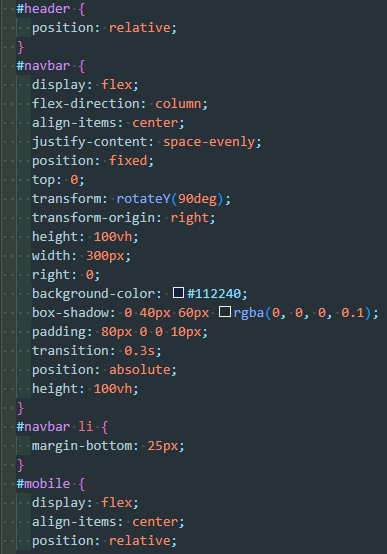 #header {
position: relative;
}
#navbar {
display: flex;
flex-direction: column;
align-items: center;
justify-content: space-evenly;
position: fixed;
top: 0;
transform: rotateY(90deg);
transform-origin: right;
height: 100vh;
width: 300px;
right: 0;
background-color: #112240;
box-shadow: 0 40px 60px rgba(0, 0, 0, 0.1);
padding: 80px 0 0 10px;
transition: 0.3s;
position: absolute;
height: 100vh;
}
#navbar li {
margin-bottom: 25px;
}
#mobile {
display: flex;
align-items: center;
position: relative;